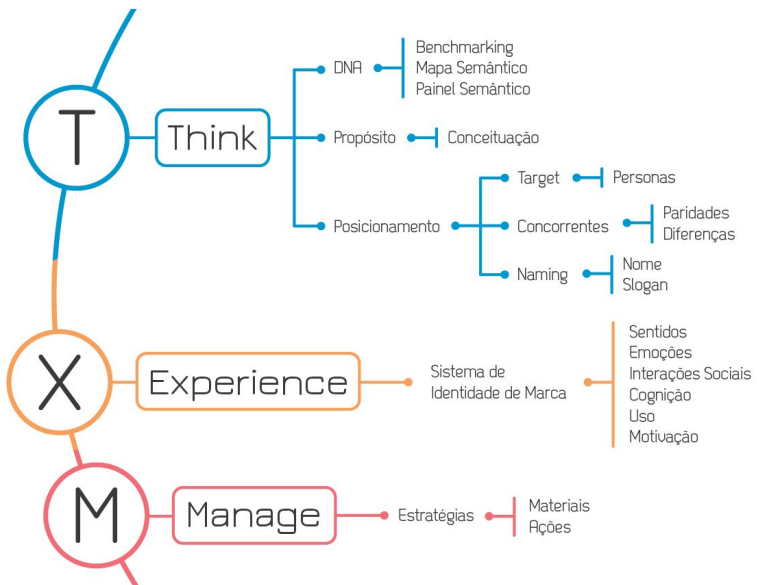 T
Think
DNA
Benchmarking
Mapa Semântico
Painel Semântico
Propósito
Conceituação
Posicionamento
Target
Personas
Concorrentes
Paridades
Diferenças
Naming
Nome
Slogan
X
Experience
Sistema de
Identidade de Marca
Sentidos
Emoções
Interações Sociais
Cognição
Uso
Motivação
M
Manage
Estratégias
Materiais
Ações